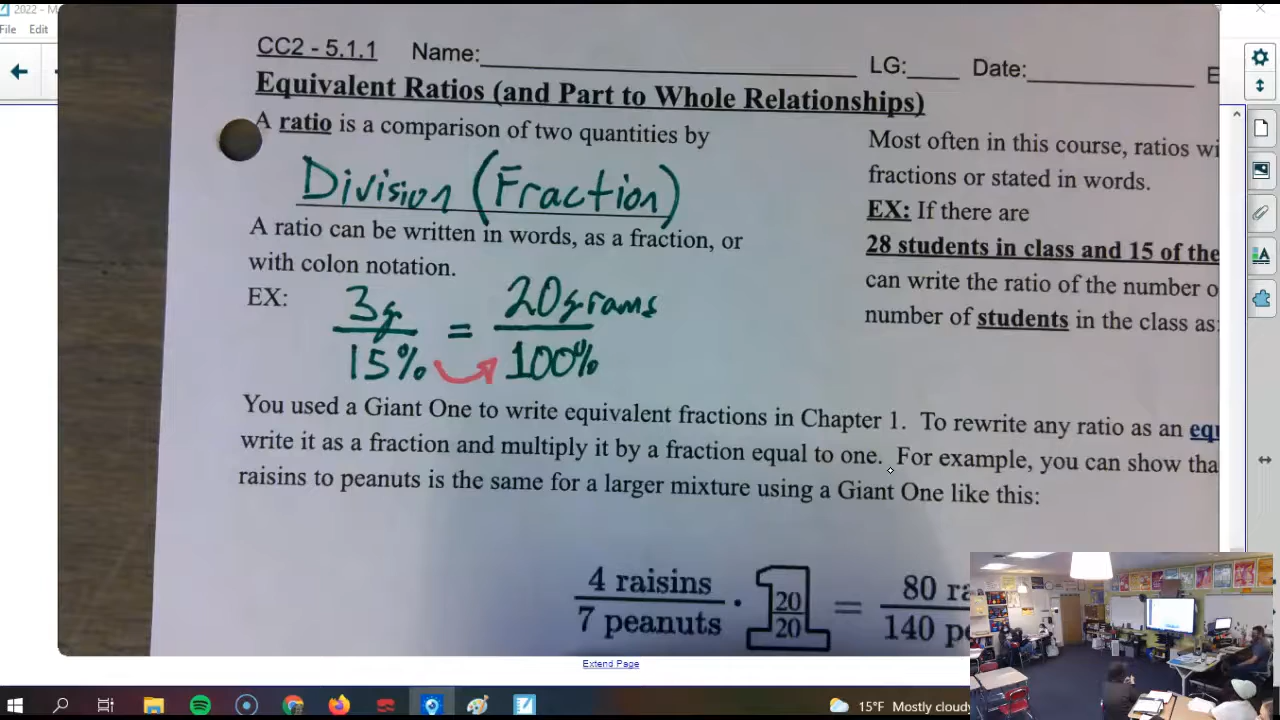 2022 - M
File Edit
CC2 - 5.1.1 Name: LG: Date: E
Equivalent Ratios (and Part to Whole Relationships)
A ratio is a comparison of two quantities by
Division (Fraction)
A ratio can be written in words, as a fraction, or
with colon notation.
EX: 3g = 20grams
15% 100%
Most often in this course, ratios wi
fractions or stated in words.
EX: If there are
28 students in class and 15 of the
can write the ratio of the number o
number of students in the class as:
You used a Giant One to write equivalent fractions in Chapter 1. To rewrite any ratio as an equ
write it as a fraction and multiply it by a fraction equal to one. For example, you can show tha
raisins to peanuts is the same for a larger mixture using a Giant One like this:
4 raisins · 20 = 80 ra
7 peanuts 20 140 p
Extend Page
15°F Mostly cloudy